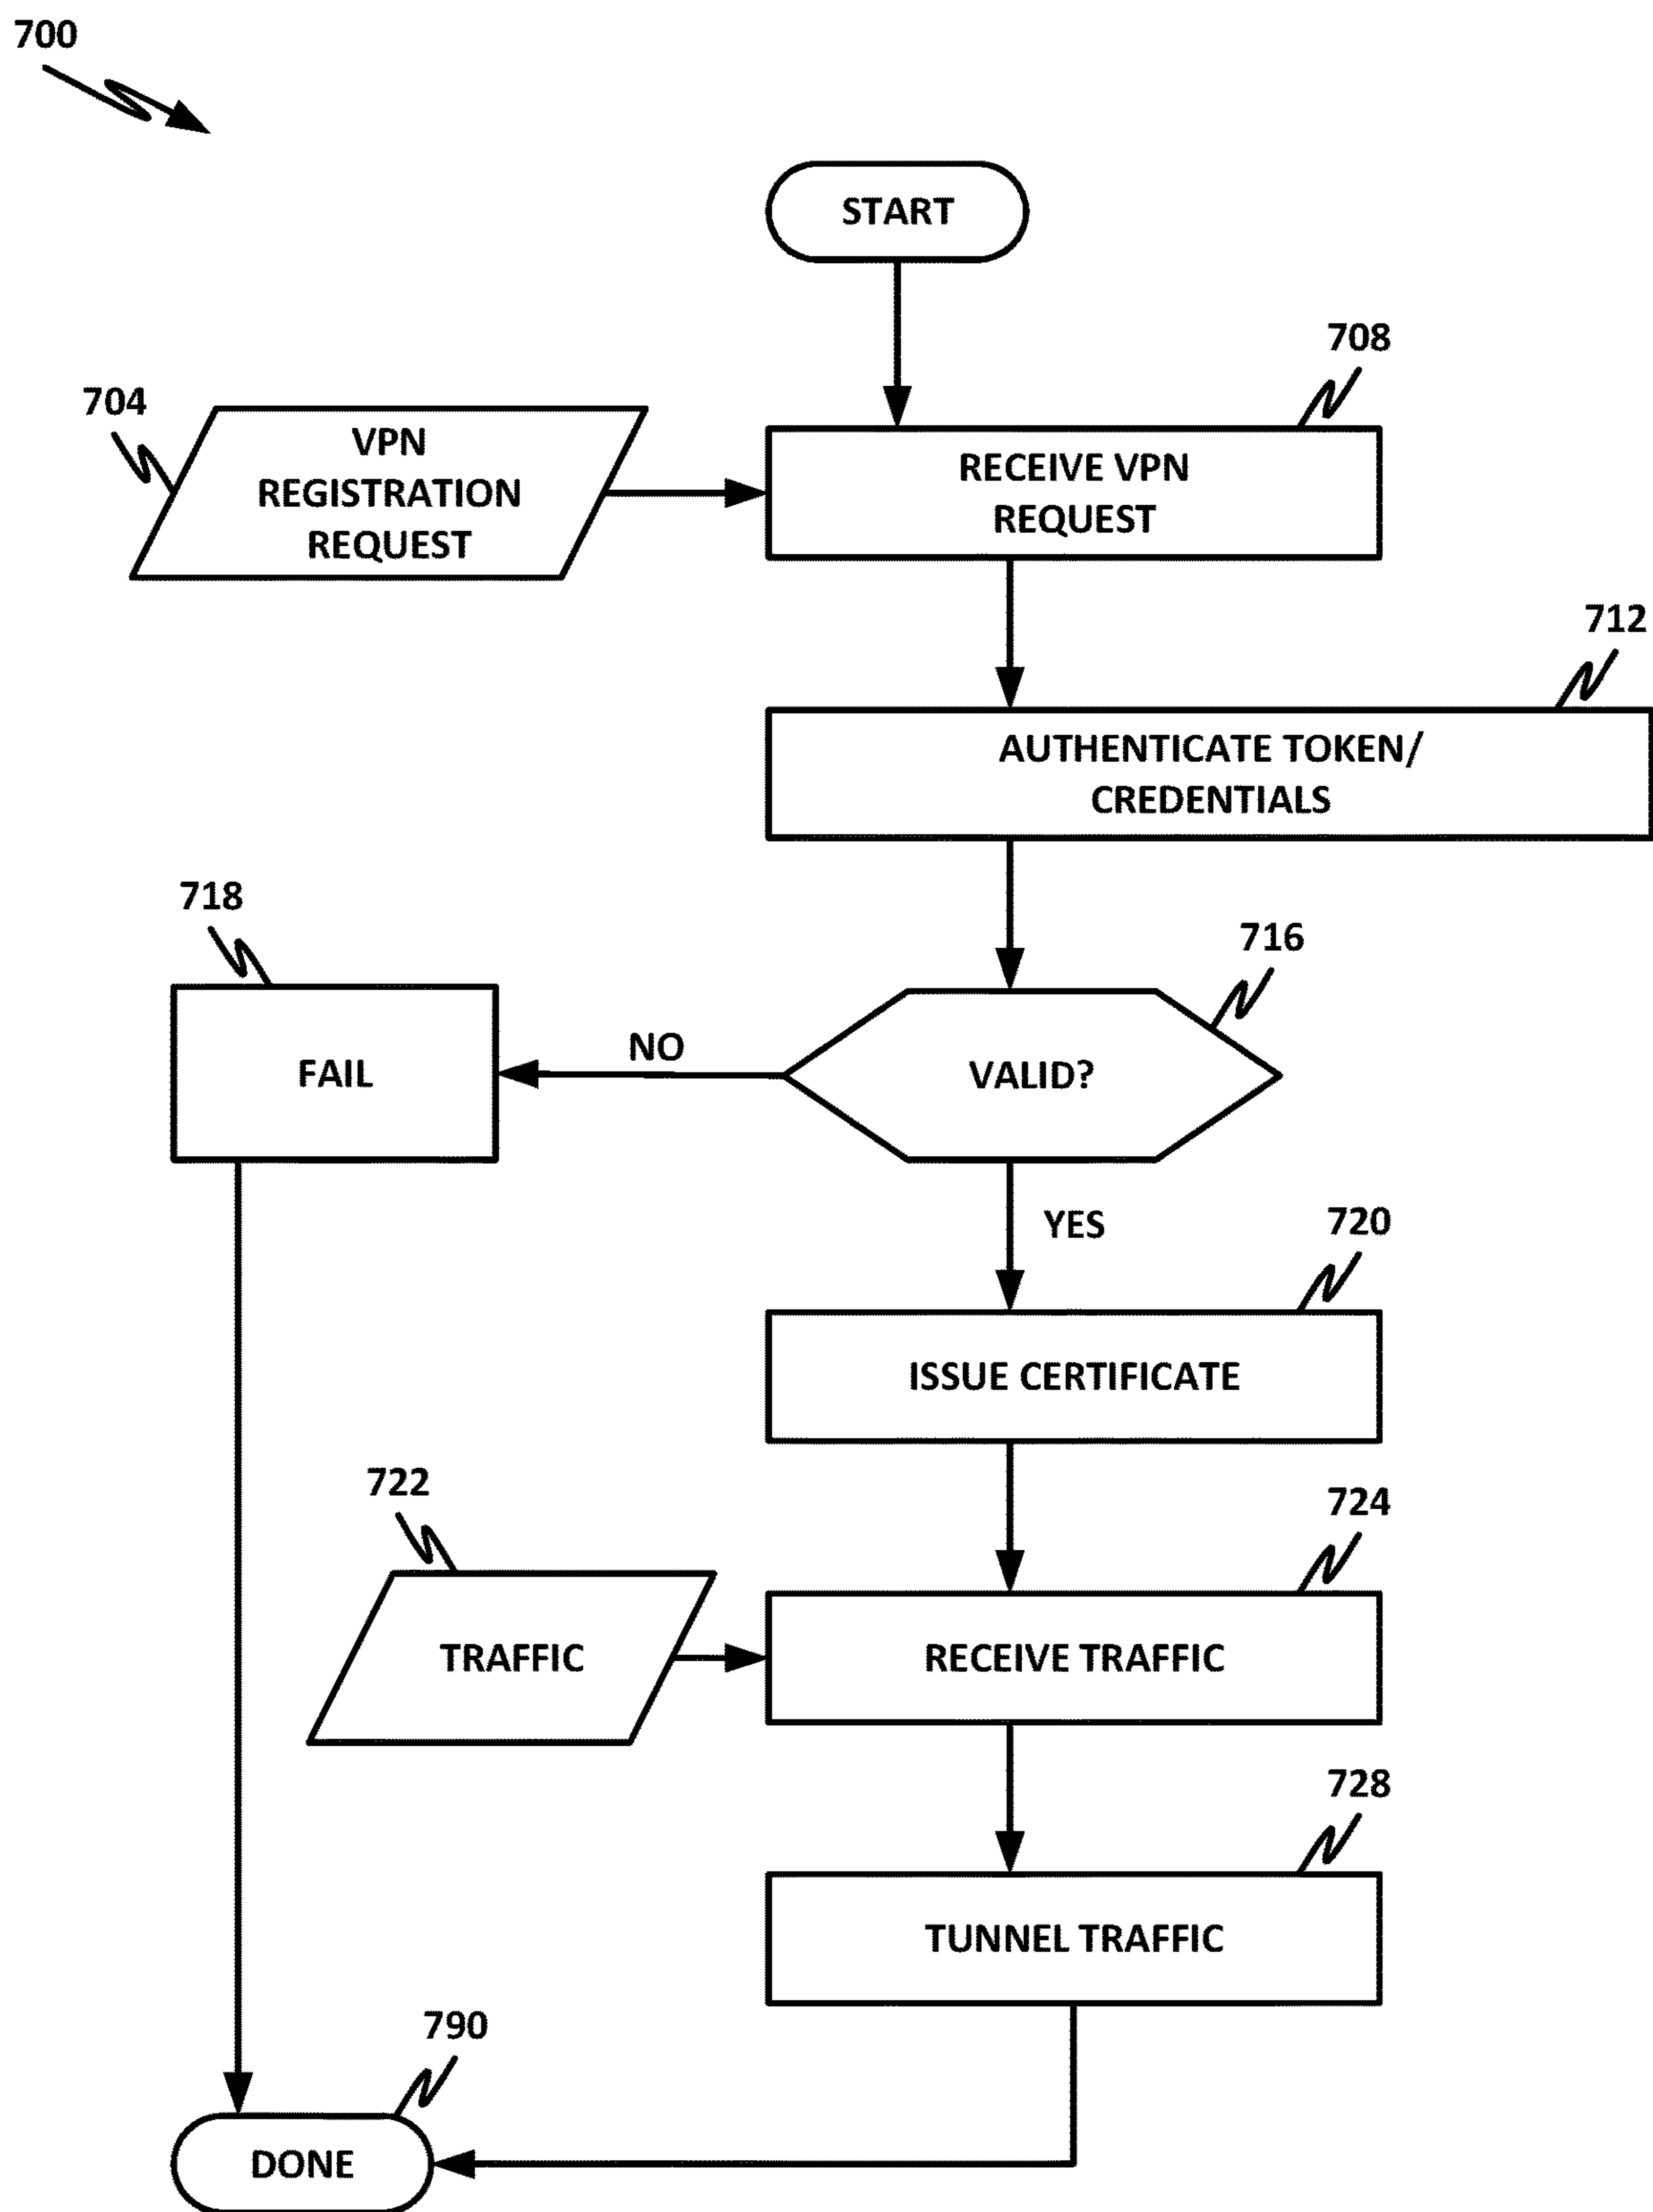 700
START
708
704
VPN
REGISTRATION
REQUEST
RECEIVE VPN
REQUEST
712
AUTHENTICATE TOKEN/
CREDENTIALS
718
716
FAIL
NO
VALID?
YES
720
ISSUE CERTIFICATE
722
724
TRAFFIC
RECEIVE TRAFFIC
728
TUNNEL TRAFFIC
790
DONE